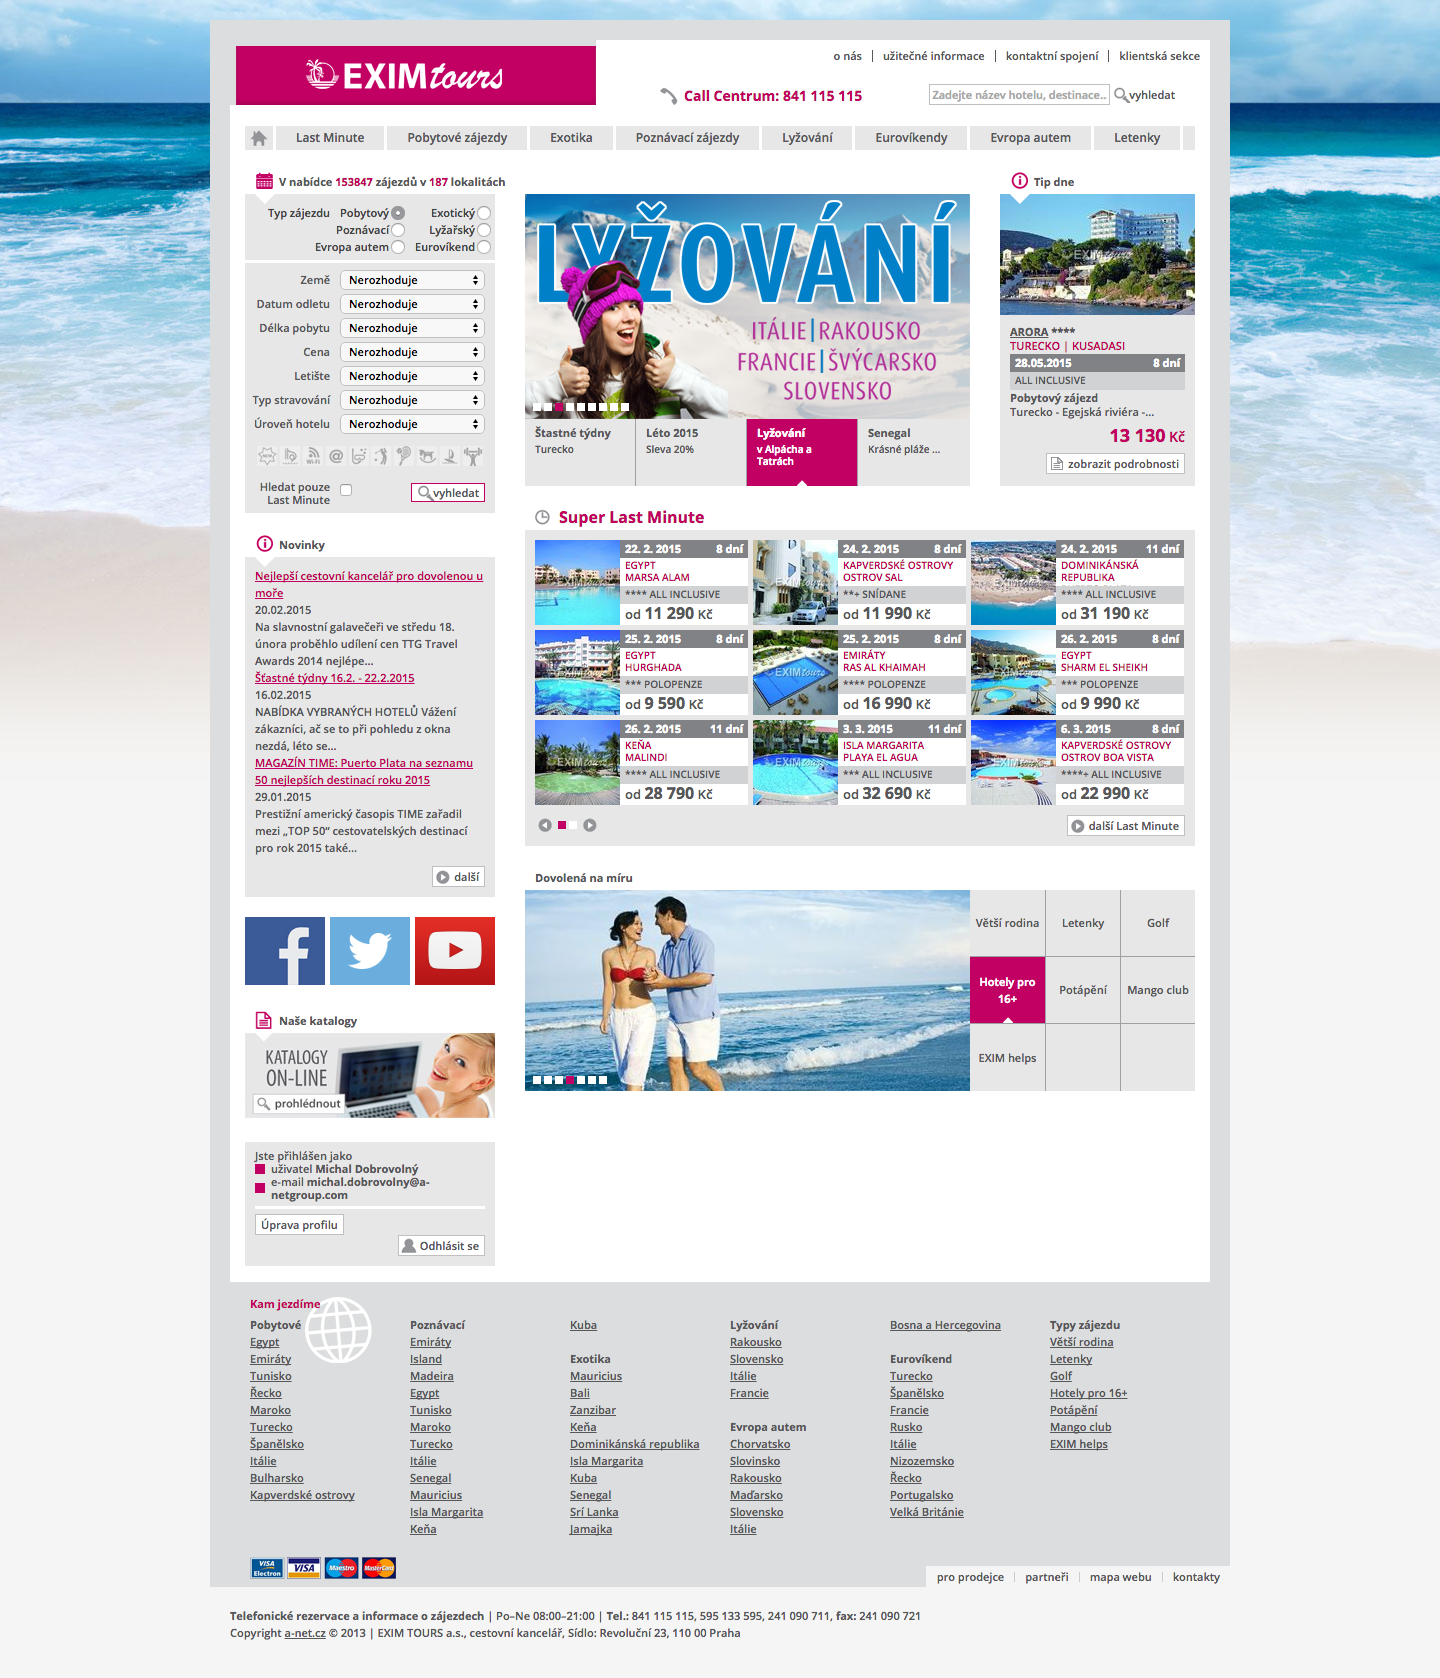 EXIMtours
o nás | užitečné informace | kontaktní spojení | klientská sekce
Call Centrum: 841 115 115
Zadejte název hotelu, destinace..
vyhledat
Last Minute
Pobytové zájezdy
Exotika
Poznávací zájezdy
Lyžování
Eurovíkendy
Evropa autem
Letenky
V nabídce 153847 zájezdů v 187 lokalitách
Typ zájezdu Pobytový Exotický
Poznávací Lyžařský
Evropa autem Eurovíkend
Země Nerozhoduje
Datum odletu Nerozhoduje
Délka pobytu Nerozhoduje
Cena Nerozhoduje
Letište Nerozhoduje
Typ stravování Nerozhoduje
Úroveň hotelu Nerozhoduje
Hledat pouze
Last Minute
vyhledat
LYŽOVÁNÍ
ITÁLIE | RAKOUSKO
FRANCIE | ŠVÝCARSKO
SLOVENSKO
Štastné týdny
Turecko
Léto 2015
Sleva 20%
Lyžování
v Alpácha a
Tatrách
Senegal
Krásné pláže ...
Tip dne
ARORA ****
TURECKO | KUSADASI
28.05.2015 8 dní
ALL INCLUSIVE
Pobytový zájezd
Turecko - Egejská riviéra -...
13 130 Kč
zobrazit podrobnosti
Novinky
Nejlepší cestovní kancelář pro dovolenou u
moře
20.02.2015
Na slavnostní galavečeři ve středu 18.
února proběhlo udílení cen TTG Travel
Awards 2014 nejlépe...
Šťastné týdny 16.2. - 22.2.2015
16.02.2015
NABÍDKA VYBRANÝCH HOTELŮ Vážení
zákazníci, ač se to při pohledu z okna
nezdá, léto se...
MAGAZÍN TIME: Puerto Plata na seznamu
50 nejlepších destinací roku 2015
29.01.2015
Prestižní americký časopis TIME zařadil
mezi „TOP 50“ cestovatelských destinací
pro rok 2015 také...
další
Super Last Minute
22. 2. 2015 8 dní
EGYPT
MARSA ALAM
**** ALL INCLUSIVE
od 11 290 Kč
24. 2. 2015 8 dní
KAPVERDSKÉ OSTROVY
OSTROV SAL
**+ SNÍDANE
od 11 990 Kč
24. 2. 2015 11 dní
DOMINIKÁNSKÁ
REPUBLIKA
**** ALL INCLUSIVE
od 31 190 Kč
25. 2. 2015 8 dní
EGYPT
HURGHADA
*** POLOPENZE
od 9 590 Kč
25. 2. 2015 8 dní
EMIRÁTY
RAS AL KHAIMAH
**** POLOPENZE
od 16 990 Kč
26. 2. 2015 8 dní
EGYPT
SHARM EL SHEIKH
*** POLOPENZE
od 9 990 Kč
26. 2. 2015 11 dní
KEŇA
MALINDI
**** ALL INCLUSIVE
od 28 790 Kč
3. 3. 2015 11 dní
ISLA MARGARITA
PLAYA EL AGUA
*** ALL INCLUSIVE
od 32 690 Kč
6. 3. 2015 8 dní
KAPVERDSKÉ OSTROVY
OSTROV BOA VISTA
****+ ALL INCLUSIVE
od 22 990 Kč
další Last Minute
Dovolená na míru
Větší rodina
Letenky
Golf
Hotely pro
16+
Potápění
Mango club
EXIM helps
Naše katalogy
KATALOGY
ON-LINE
prohlédnout
Jste přihlášen jako
uživatel Michal Dobrovolný
e-mail michal.dobrovolny@a-
netgroup.com
Úprava profilu
Odhlásit se
Kam jezdíme
Pobytové
Egypt
Emiráty
Tunisko
Řecko
Maroko
Turecko
Španělsko
Itálie
Bulharsko
Kapverdské ostrovy
Poznávací
Emiráty
Island
Madeira
Egypt
Tunisko
Maroko
Turecko
Itálie
Senegal
Mauricius
Isla Margarita
Keňa
Kuba
Exotika
Mauricius
Bali
Zanzibar
Keňa
Dominikánská republika
Isla Margarita
Kuba
Senegal
Srí Lanka
Jamajka
Lyžování
Rakousko
Slovensko
Itálie
Francie
Evropa autem
Chorvatsko
Slovinsko
Rakousko
Maďarsko
Slovensko
Itálie
Bosna a Hercegovina
Eurovíkend
Turecko
Španělsko
Francie
Rusko
Itálie
Nizozemsko
Řecko
Portugalsko
Velká Británie
Typy zájezdu
Větší rodina
Letenky
Golf
Hotely pro 16+
Potápění
Mango club
EXIM helps
VISA Electron
VISA
Maestro
MasterCard
pro prodejce | partneři | mapa webu | kontakty
Telefonické rezervace a informace o zájezdech | Po–Ne 08:00–21:00 | Tel.: 841 115 115, 595 133 595, 241 090 711, fax: 241 090 721
Copyright a-net.cz © 2013 | EXIM TOURS a.s., cestovní kancelář, Sídlo: Revoluční 23, 110 00 Praha